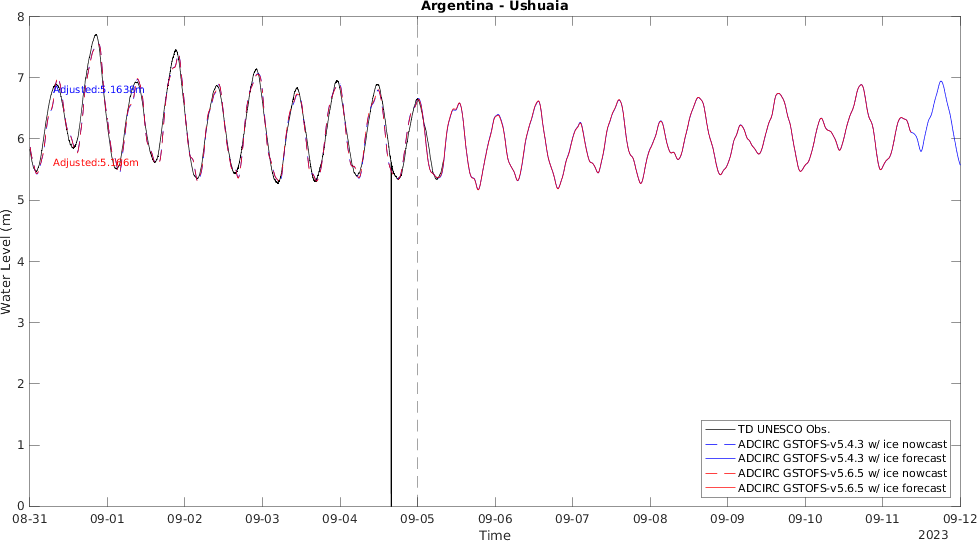 Argentina - Ushuaia
8
7
6
5
4
3
2
1
0
Water Level (m)
Adjusted:5.1638m
TD UNESCO Obs.
ADCIRC GSTOFS-v5.4.3 w/ ice nowcast
ADCIRC GSTOFS-v5.4.3 w/ ice forecast
ADCIRC GSTOFS-v5.6.5 w/ ice nowcast
ADCIRC GSTOFS-v5.6.5 w/ ice forecast
08-31 09-01 09-02 09-03 09-04 09-05 09-06 09-07 09-08 09-09 09-10 09-11 09-12
Time
2023